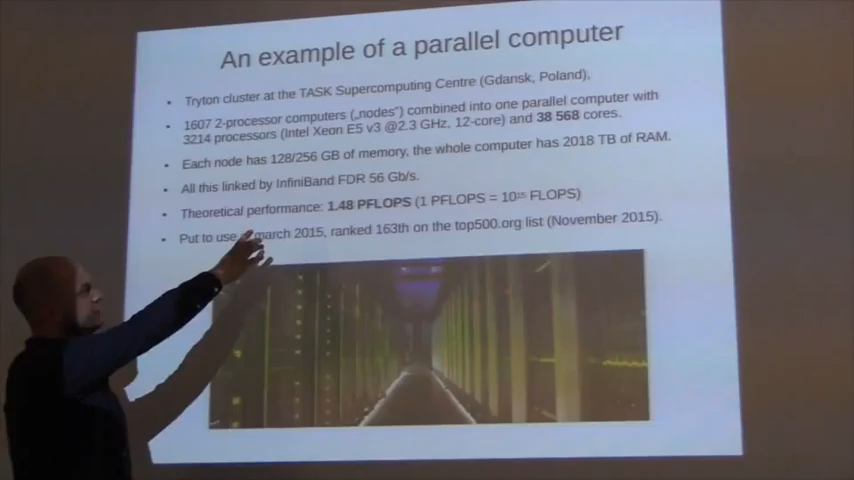 An example of a parallel computer
• Tryton cluster at the TASK Supercomputing Centre (Gdansk, Poland),
• 1607 2-processor computers („nodes”) combined into one parallel computer with
3214 processors (Intel Xeon E5 v3 @2.3 GHz, 12-core) and 38 568 cores.
• Each node has 128/256 GB of memory, the whole computer has 2018 TB of RAM.
• All this linked by InfiniBand FDR 56 Gb/s.
• Theoretical performance: 1.48 PFLOPS (1 PFLOPS = 10¹⁵ FLOPS)
• Put to use march 2015, ranked 163th on the top500.org list (November 2015).